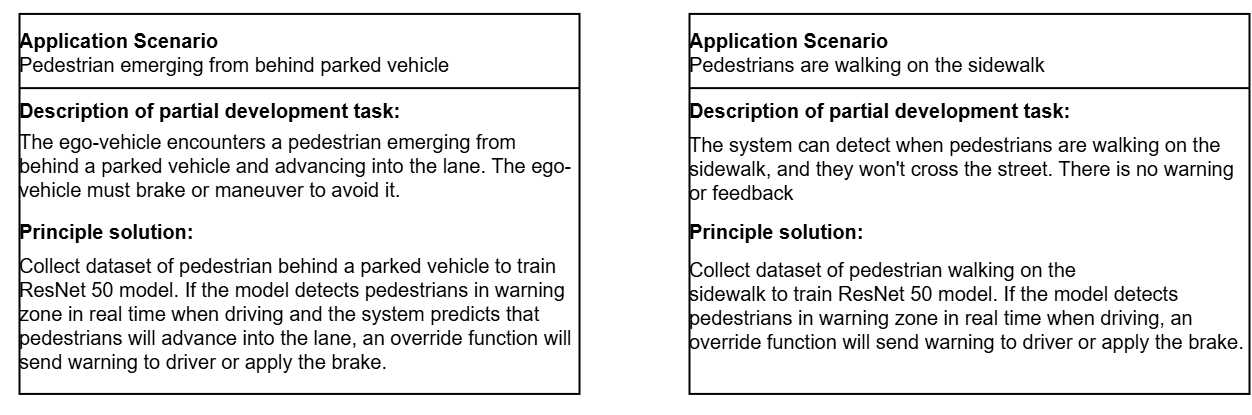 Application Scenario
Pedestrian emerging from behind parked vehicle
Description of partial development task:
The ego-vehicle encounters a pedestrian emerging from
behind a parked vehicle and advancing into the lane. The ego-
vehicle must brake or maneuver to avoid it.
Principle solution:
Collect dataset of pedestrian behind a parked vehicle to train
ResNet 50 model. If the model detects pedestrians in warning
zone in real time when driving and the system predicts that
pedestrians will advance into the lane, an override function will
send warning to driver or apply the brake.
Application Scenario
Pedestrians are walking on the sidewalk
Description of partial development task:
The system can detect when pedestrians are walking on the
sidewalk, and they won't cross the street. There is no warning
or feedback
Principle solution:
Collect dataset of pedestrian walking on the
sidewalk to train ResNet 50 model. If the model detects
pedestrians in warning zone in real time when driving, an
override function will send warning to driver or apply the brake.